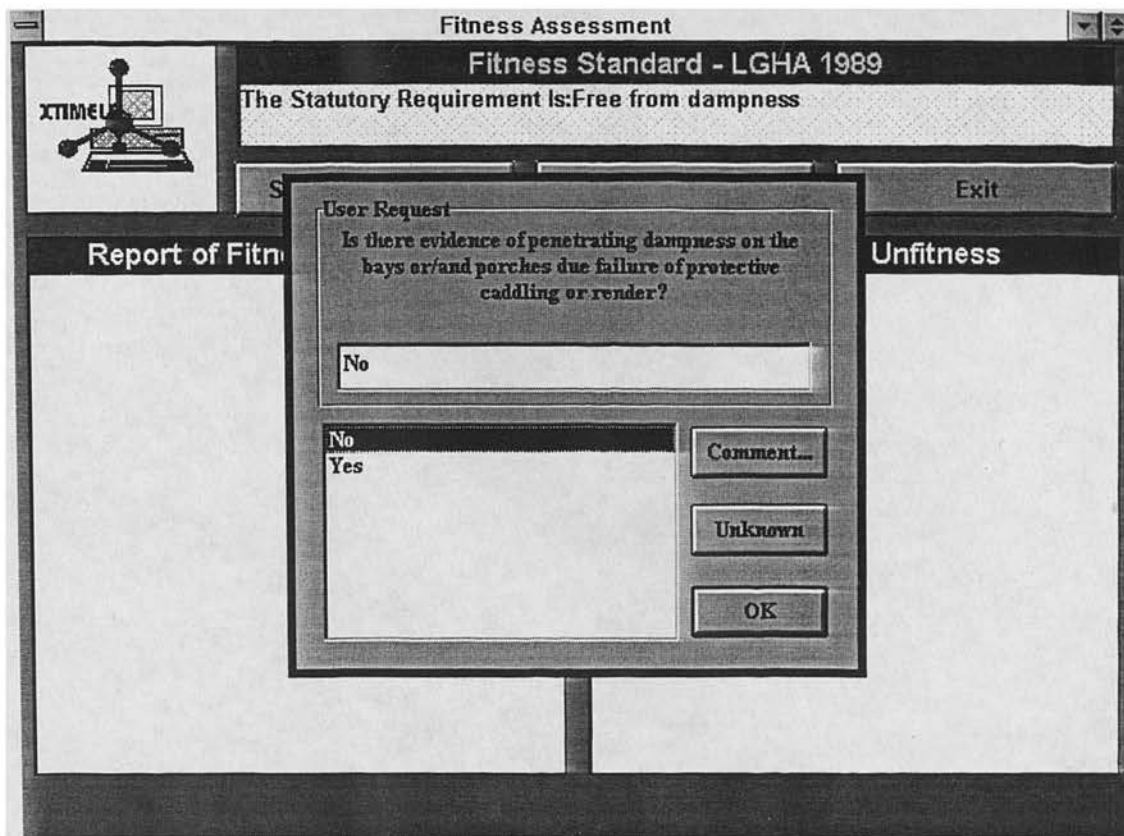 Fitness Assessment
Fitness Standard - LGHA 1989
XTIMEL
The Statutory Requirement Is:Free from dampness
S
Exit
Report of Fitn
Unfitness
User Request
Is there evidence of penetrating dampness on the
bays or/and porches due failure of protective
caddling or render?
No
No
Yes
Comment...
Unknown
OK